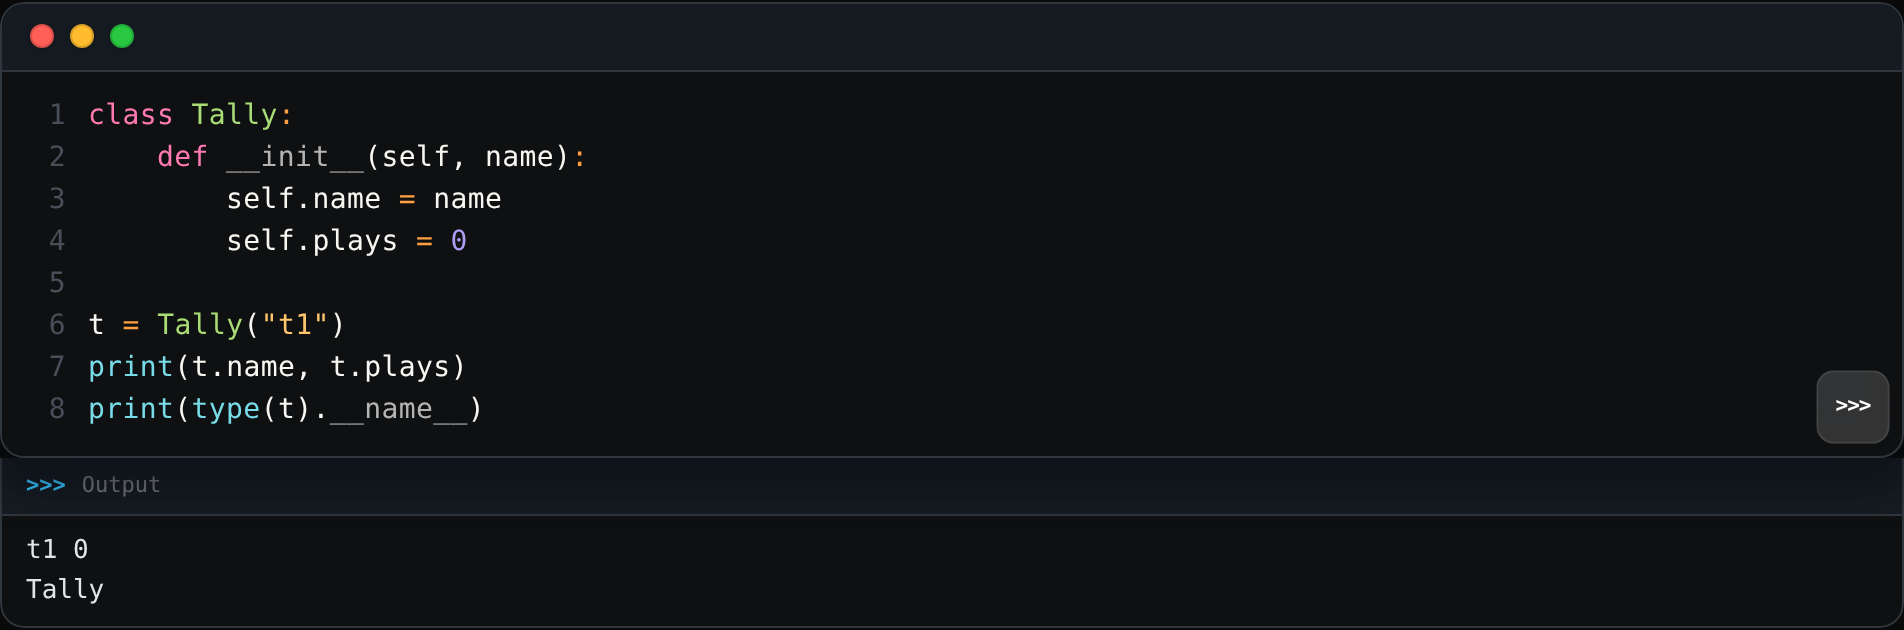 1 class Tally:
2     def __init__(self, name):
3         self.name = name
4         self.plays = 0
5
6 t = Tally("t1")
7 print(t.name, t.plays)
8 print(type(t).__name__)
>>>
>>> Output
t1 0
Tally